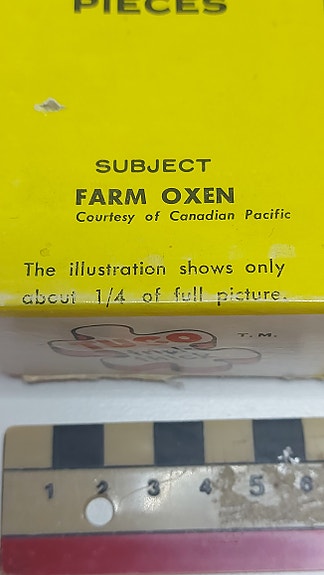 PIECES
SUBJECT
FARM OXEN
Courtesy of Canadian Pacific
The illustration shows only
about 1/4 of full picture.
T.M.
1 2 3 4 5 6